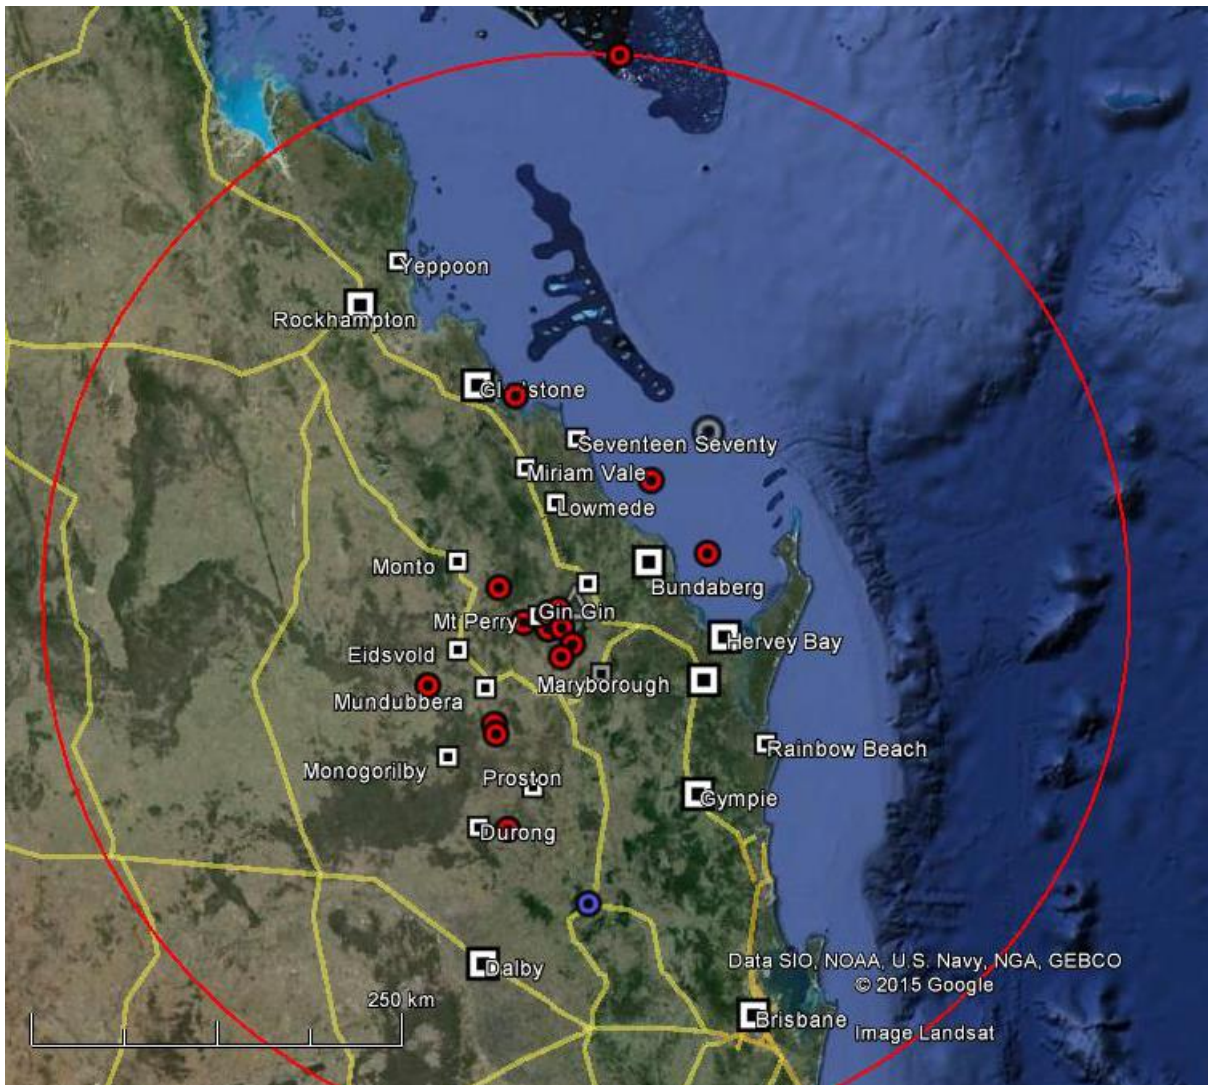 Yeppoon
Rockhampton
Gladstone
Seventeen Seventy
Miriam Vale
Lowmede
Monto
Bundaberg
Gin Gin
Mt Perry
Hervey Bay
Eidsvold
Maryborough
Mundubbera
Rainbow Beach
Monogorilby
Proston
Gympie
Durong
Data SIO, NOAA, U.S. Navy, NGA, GEBCO
Dalby
© 2015 Google
250 km
Brisbane
Image Landsat